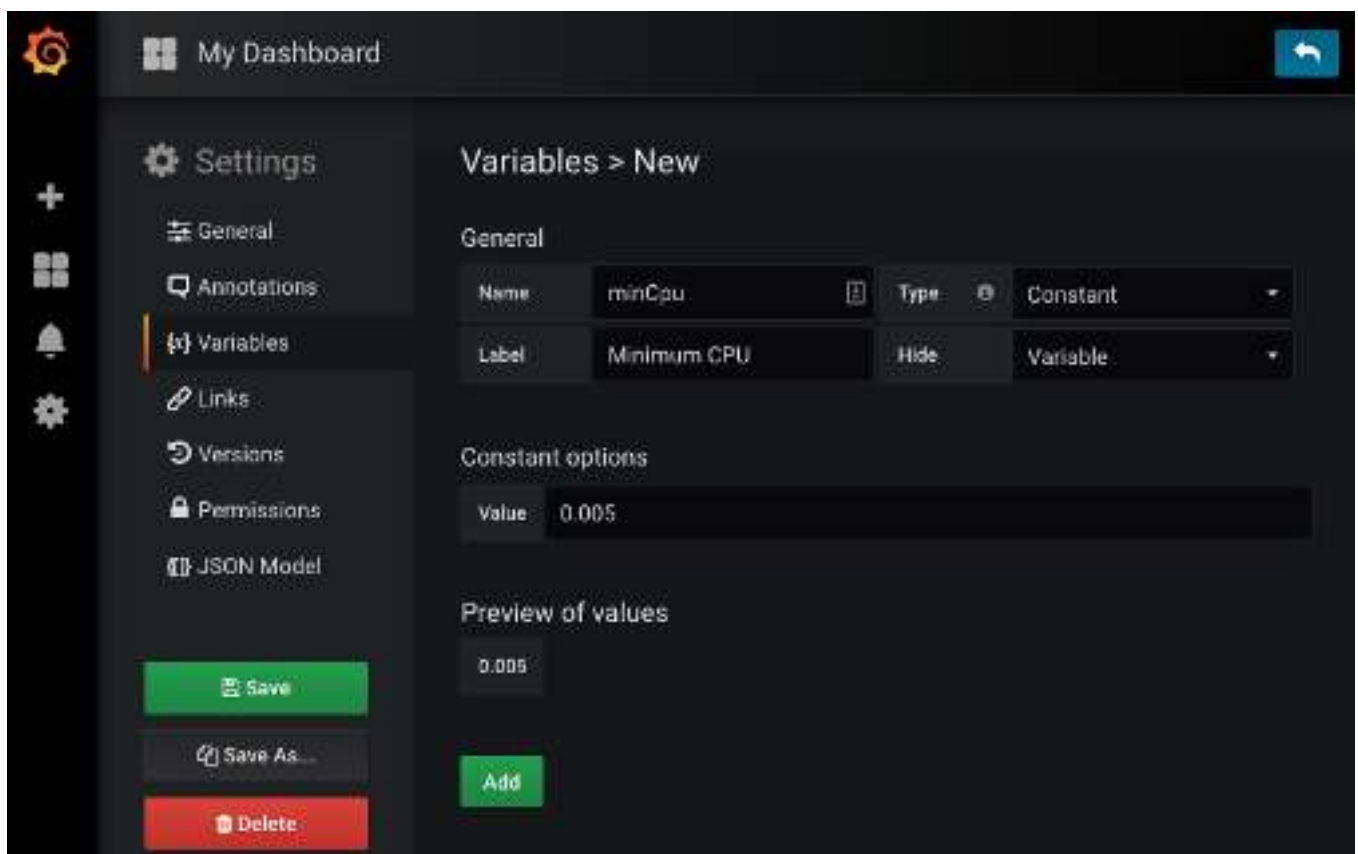 My Dashboard
Settings
General
Annotations
Variables
Links
Versions
Permissions
JSON Model
Save
Save As...
Delete
Variables > New
General
Name minCpu Type Constant
Label Minimum CPU Hide Variable
Constant options
Value 0.005
Preview of values
0.005
Add